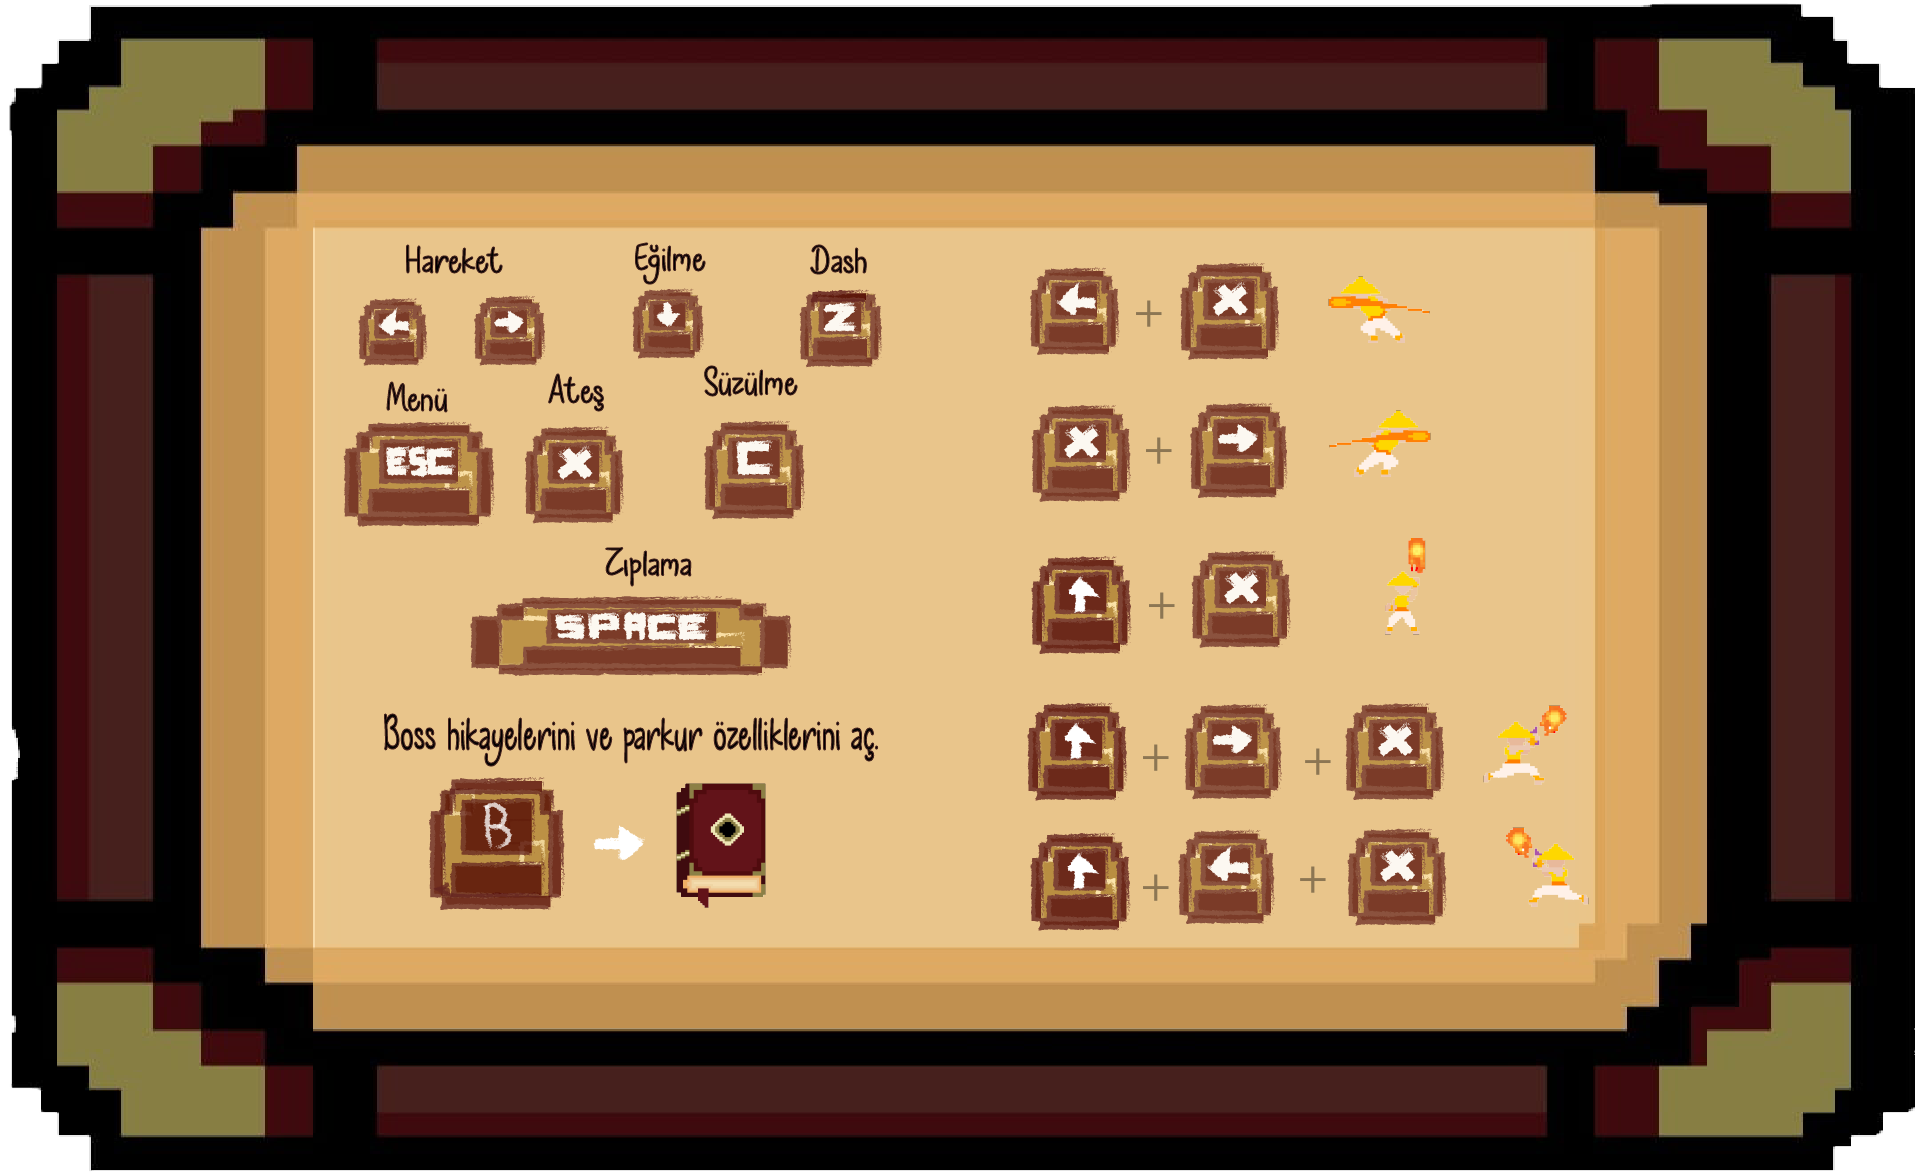 Hareket
Eğilme
Dash
Z
Menü
Ateş
Süzülme
ESC
X
C
Zıplama
SPACE
Boss hikayelerini ve parkur özelliklerini aç.
B
+ X
X +
+ X
+ + X
+ + X